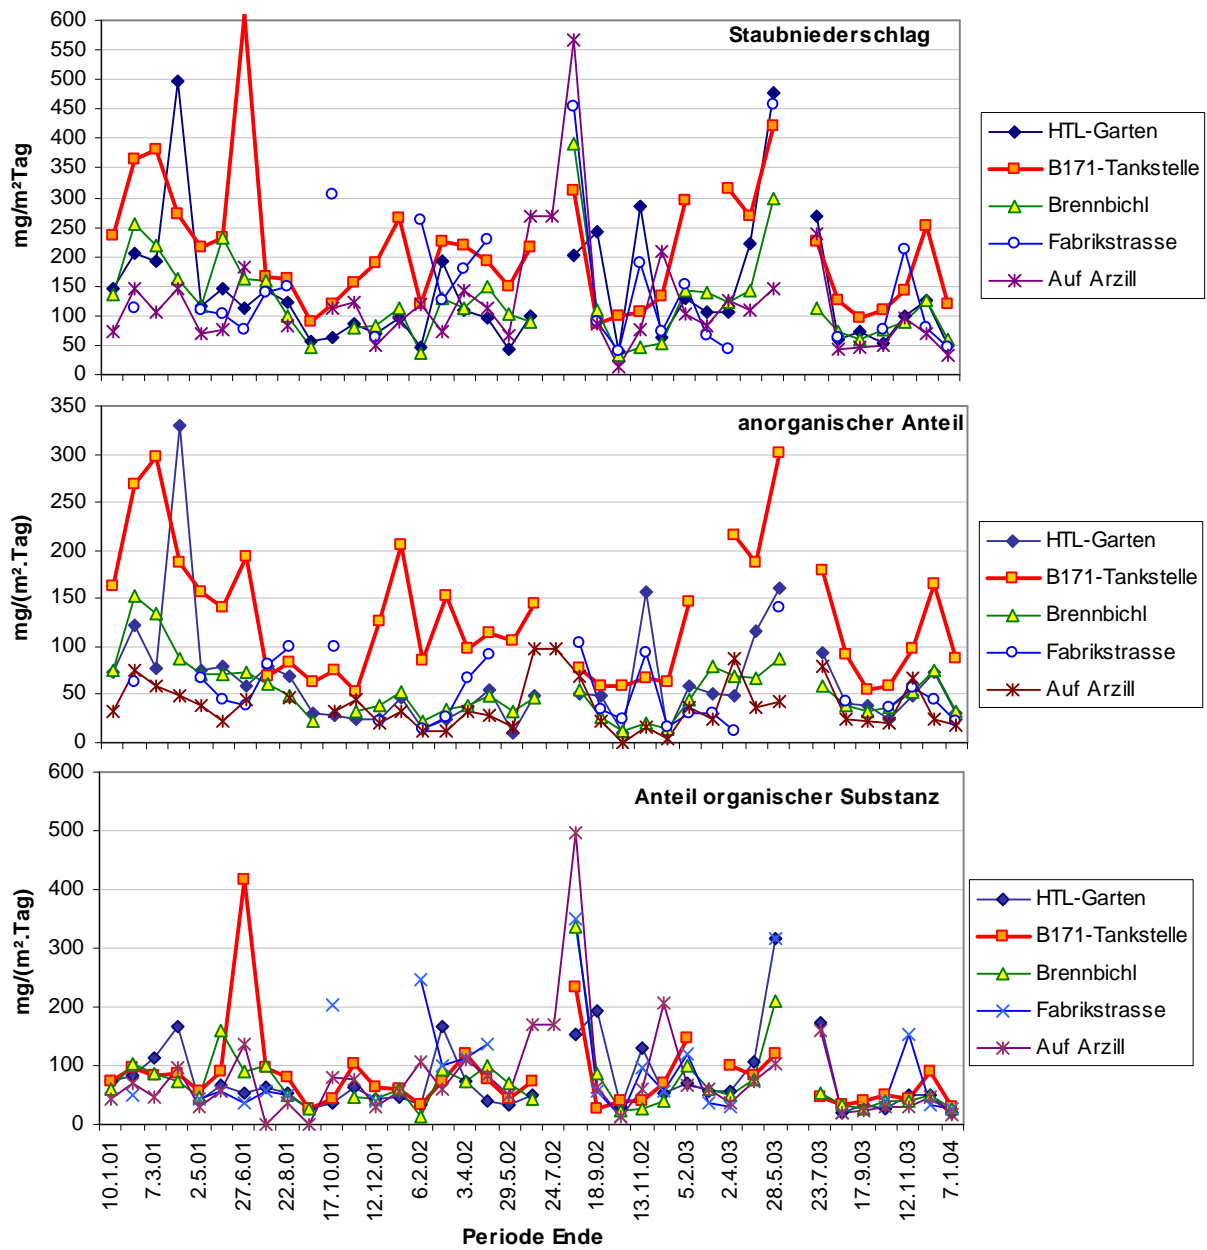 Staubniederschlag
600
550
500
450
400
350
300
250
200
150
100
50
0
mg/m²Tag
HTL-Garten
B171-Tankstelle
Brennbichl
Fabrikstrasse
Auf Arzill
anorganischer Anteil
350
300
250
200
150
100
50
0
mg/(m².Tag)
HTL-Garten
B171-Tankstelle
Brennbichl
Fabrikstrasse
Auf Arzill
Anteil organischer Substanz
600
500
400
300
200
100
0
mg/(m².Tag)
HTL-Garten
B171-Tankstelle
Brennbichl
Fabrikstrasse
Auf Arzill
10.1.01
7.3.01
2.5.01
27.6.01
22.8.01
17.10.01
12.12.01
6.2.02
3.4.02
29.5.02
24.7.02
18.9.02
13.11.02
5.2.03
2.4.03
28.5.03
23.7.03
17.9.03
12.11.03
7.1.04
Periode Ende